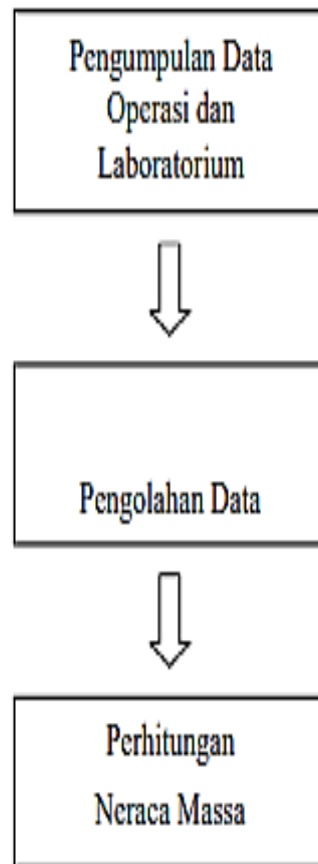 Pengumpulan Data
Operasi dan
Laboratorium
Pengolahan Data
Perhitungan
Neraca Massa